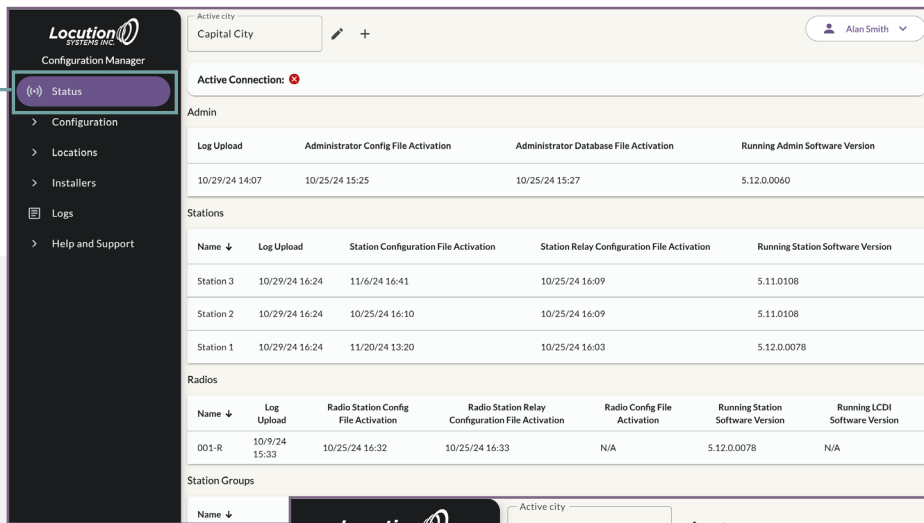 Locution
SYSTEMS INC.
Configuration Manager
Status
Configuration
Locations
Installers
Logs
Help and Support
Active city
Capital City
Alan Smith
Active Connection:
Admin
Log Upload Administrator Config File Activation Administrator Database File Activation Running Admin Software Version
10/29/24 14:07 10/25/24 15:25 10/25/24 15:27 5.12.0.0060
Stations
Name ↓ Log Upload Station Configuration File Activation Station Relay Configuration File Activation Running Station Software Version
Station 3 10/29/24 16:24 11/6/24 16:41 10/25/24 16:09 5.11.0108
Station 2 10/29/24 16:24 10/25/24 16:10 10/25/24 16:09 5.11.0108
Station 1 10/29/24 16:24 11/20/24 13:20 10/25/24 16:03 5.12.0.0078
Radios
Name ↓ Log Upload Radio Station Config File Activation Radio Station Relay Configuration File Activation Radio Config File Activation Running Station Software Version Running LCDI Software Version
001-R 10/9/24 15:33 10/25/24 16:32 10/25/24 16:33 N/A 5.12.0.0078 N/A
Station Groups
Name ↓
Locution
Active city